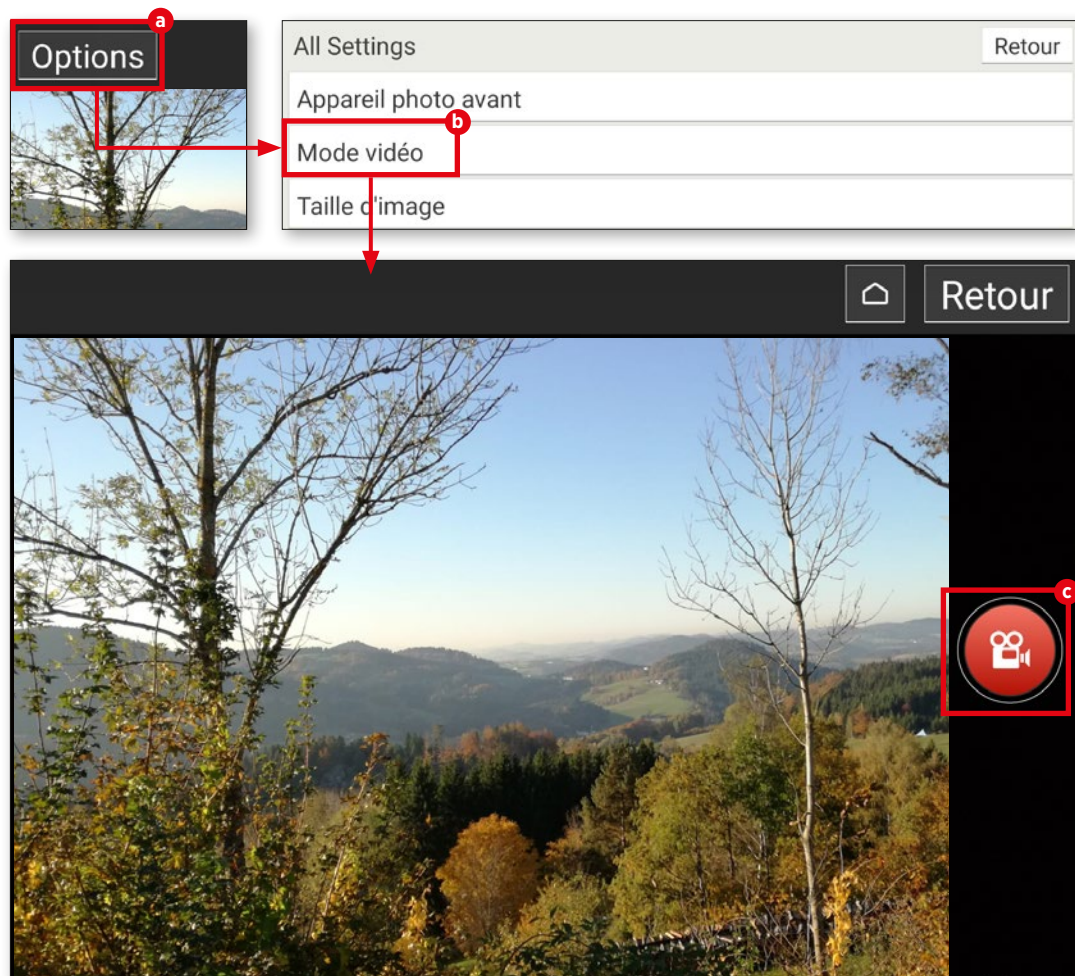 a
Options
All Settings
Retour
Appareil photo avant
b
Mode vidéo
Taille d'image
Retour
c